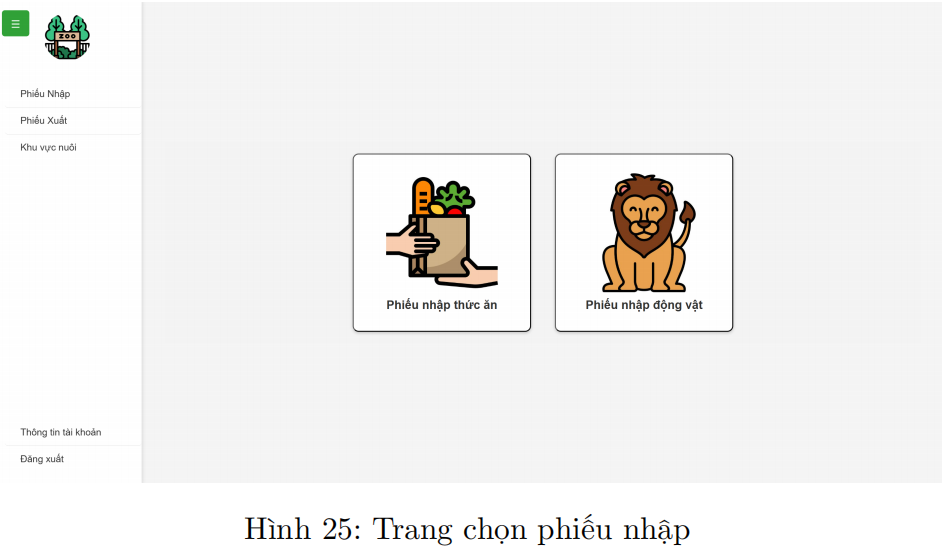 ZOO
Phiếu Nhập
Phiếu Xuất
Khu vực nuôi
Phiếu nhập thức ăn
Phiếu nhập động vật
Thông tin tài khoản
Đăng xuất
Hình 25: Trang chọn phiếu nhập